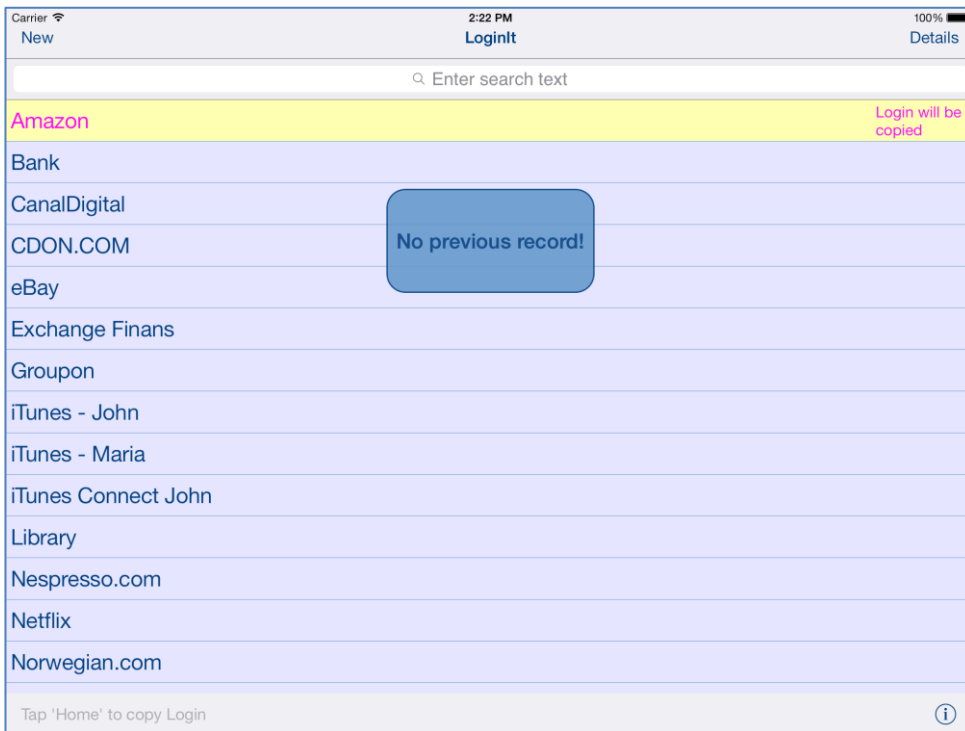 Carrier 2:22 PM 100%
New LoginIt Details
Enter search text
Amazon Login will be
copied
Bank
CanalDigital
No previous record!
CDON.COM
eBay
Exchange Finans
Groupon
iTunes - John
iTunes - Maria
iTunes Connect John
Library
Nespresso.com
Netflix
Norwegian.com
Tap 'Home' to copy Login